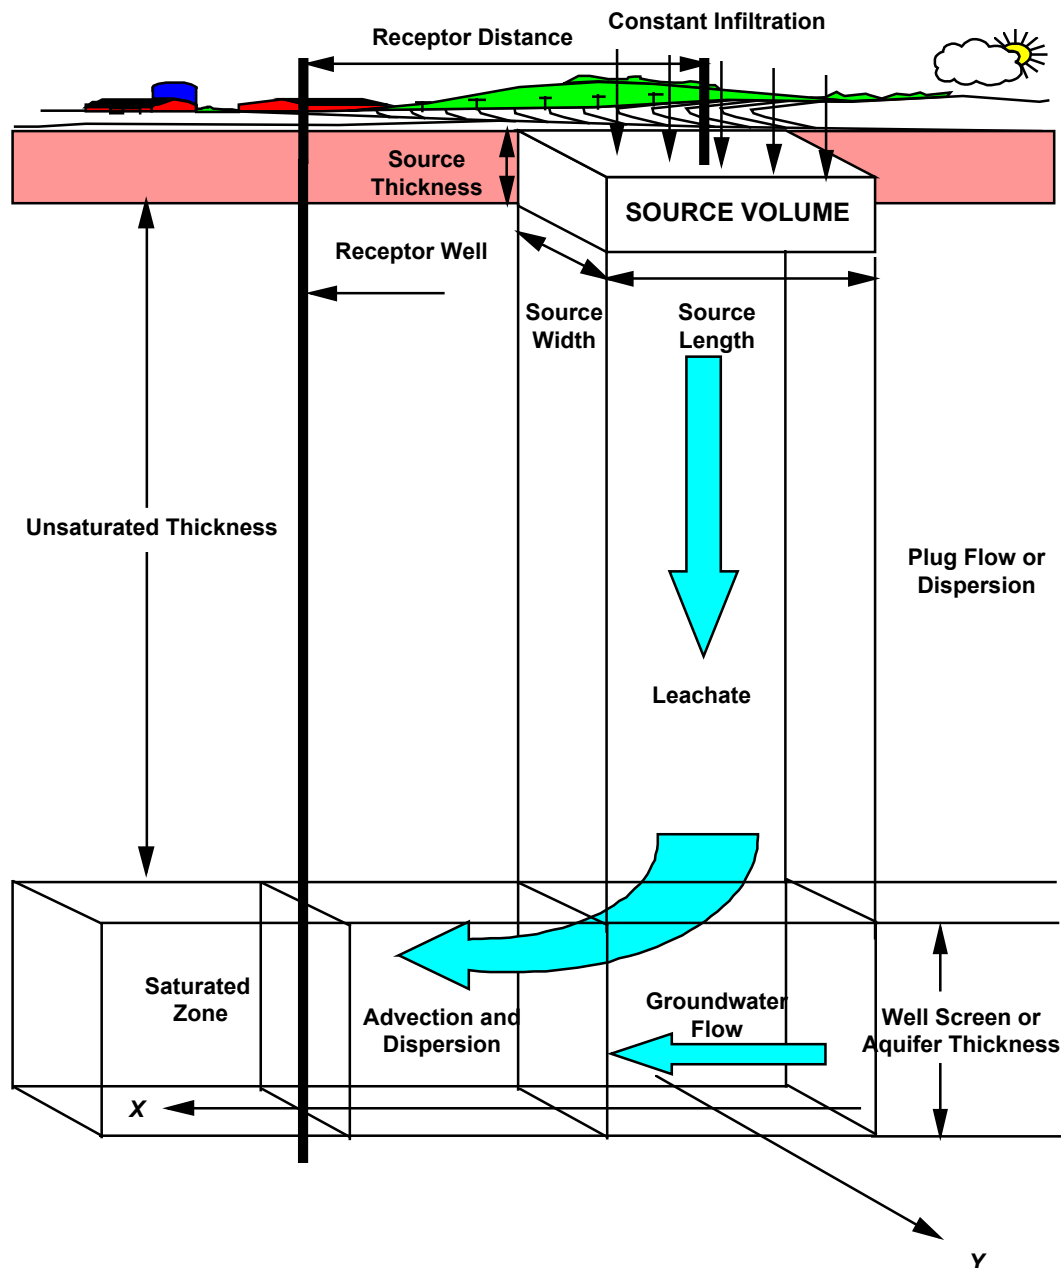 Constant Infiltration
Receptor Distance
Source
Thickness
SOURCE VOLUME
Receptor Well
Source
Width
Source
Length
Unsaturated Thickness
Plug Flow or
Dispersion
Leachate
Saturated
Zone
Advection and
Dispersion
Groundwater
Flow
Well Screen or
Aquifer Thickness
X
Y